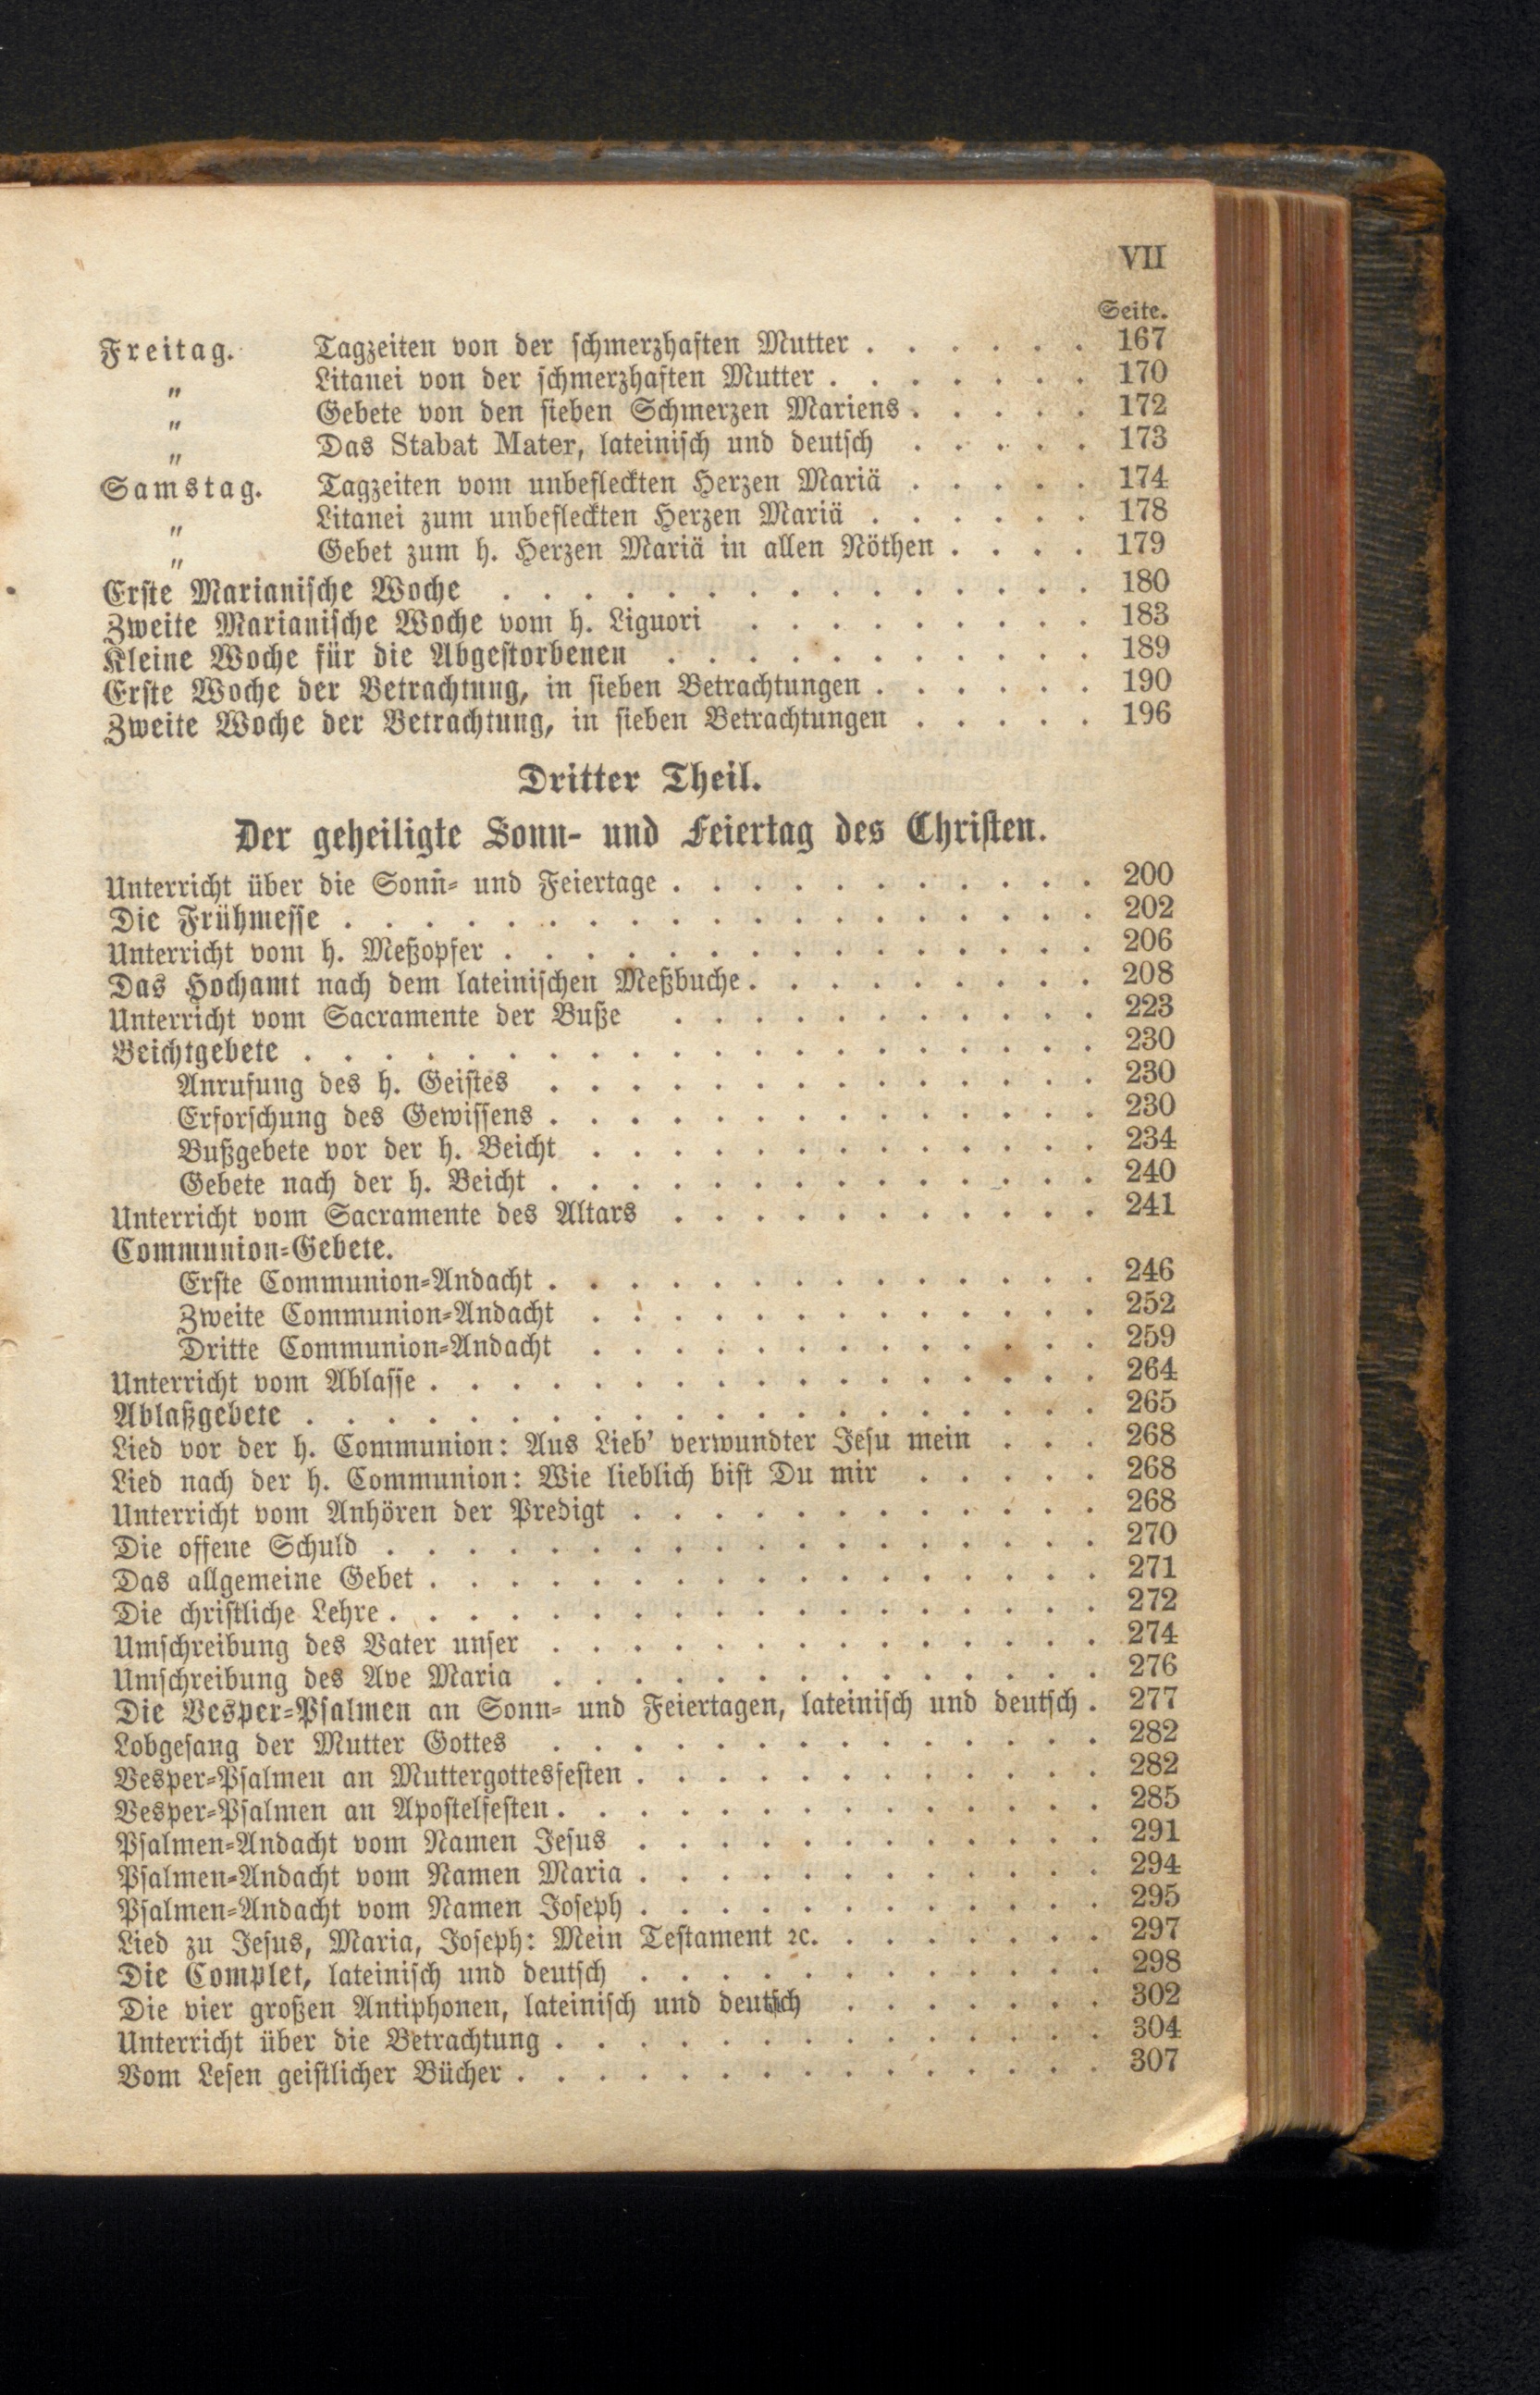 VII
Seite.
Freitag. Tagzeiten von der schmerzhaften Mutter . . . . . . 167
„ Litanei von der schmerzhaften Mutter . . . . . . . 170
„ Gebete von den sieben Schmerzen Mariens . . . . . 172
„ Das Stabat Mater, lateinisch und deutsch . . . . . 173
Samstag. Tagzeiten vom unbefleckten Herzen Mariä . . . . . 174
„ Litanei zum unbefleckten Herzen Mariä . . . . . . 178
„ Gebet zum h. Herzen Mariä in allen Nöthen . . . . 179
Erste Marianische Woche . . . . . . . . . . . . . . . 180
Zweite Marianische Woche vom h. Liguori . . . . . . . . . 183
Kleine Woche für die Abgestorbenen . . . . . . . . . . . 189
Erste Woche der Betrachtung, in sieben Betrachtungen . . . . . . 190
Zweite Woche der Betrachtung, in sieben Betrachtungen . . . . . 196
Dritter Theil.
Der geheiligte Sonn- und Feiertag des Christen.
Unterricht über die Sonn̄- und Feiertage . . . . . . . . . . . 200
Die Frühmesse . . . . . . . . . . . . . . . . . . . 202
Unterricht vom h. Meßopfer . . . . . . . . . . . . . . . 206
Das Hochamt nach dem lateinischen Meßbuche . . . . . . . . . 208
Unterricht vom Sacramente der Buße . . . . . . . . . . . 223
Beichtgebete . . . . . . . . . . . . . . . . . . . . 230
Anrufung des h. Geistes . . . . . . . . . . . . . . 230
Erforschung des Gewissens . . . . . . . . . . . . . . 230
Bußgebete vor der h. Beicht . . . . . . . . . . . . . 234
Gebete nach der h. Beicht . . . . . . . . . . . . . . 240
Unterricht vom Sacramente des Altars . . . . . . . . . . . 241
Communion-Gebete.
Erste Communion-Andacht . . . . . . . . . . . . . . 246
Zweite Communion-Andacht . . . . . . . . . . . . . 252
Dritte Communion-Andacht . . . . . . . . . . . . . 259
Unterricht vom Ablasse . . . . . . . . . . . . . . . . . 264
Ablaßgebete . . . . . . . . . . . . . . . . . . . . 265
Lied vor der h. Communion: Aus Lieb' verwundter Jesu mein . . . 268
Lied nach der h. Communion: Wie lieblich bist Du mir . . . . . 268
Unterricht vom Anhören der Predigt . . . . . . . . . . . . 268
Die offene Schuld . . . . . . . . . . . . . . . . . . 270
Das allgemeine Gebet . . . . . . . . . . . . . . . . . 271
Die christliche Lehre . . . . . . . . . . . . . . . . . . 272
Umschreibung des Vater unser . . . . . . . . . . . . . . 274
Umschreibung des Ave Maria . . . . . . . . . . . . . . 276
Die Vesper-Psalmen an Sonn- und Feiertagen, lateinisch und deutsch . 277
Lobgesang der Mutter Gottes . . . . . . . . . . . . . . 282
Vesper-Psalmen an Muttergottesfesten . . . . . . . . . . . . 282
Vesper-Psalmen an Apostelfesten . . . . . . . . . . . . . . 285
Psalmen-Andacht vom Namen Jesus . . . . . . . . . . . . 291
Psalmen-Andacht vom Namen Maria . . . . . . . . . . . . 294
Psalmen-Andacht vom Namen Joseph . . . . . . . . . . . . 295
Lied zu Jesus, Maria, Joseph: Mein Testament ꝛc. . . . . . . . 297
Die Complet, lateinisch und deutsch . . . . . . . . . . . . 298
Die vier großen Antiphonen, lateinisch und deutsch . . . . . . . 302
Unterricht über die Betrachtung . . . . . . . . . . . . . . 304
Vom Lesen geistlicher Bücher . . . . . . . . . . . . . . . 307